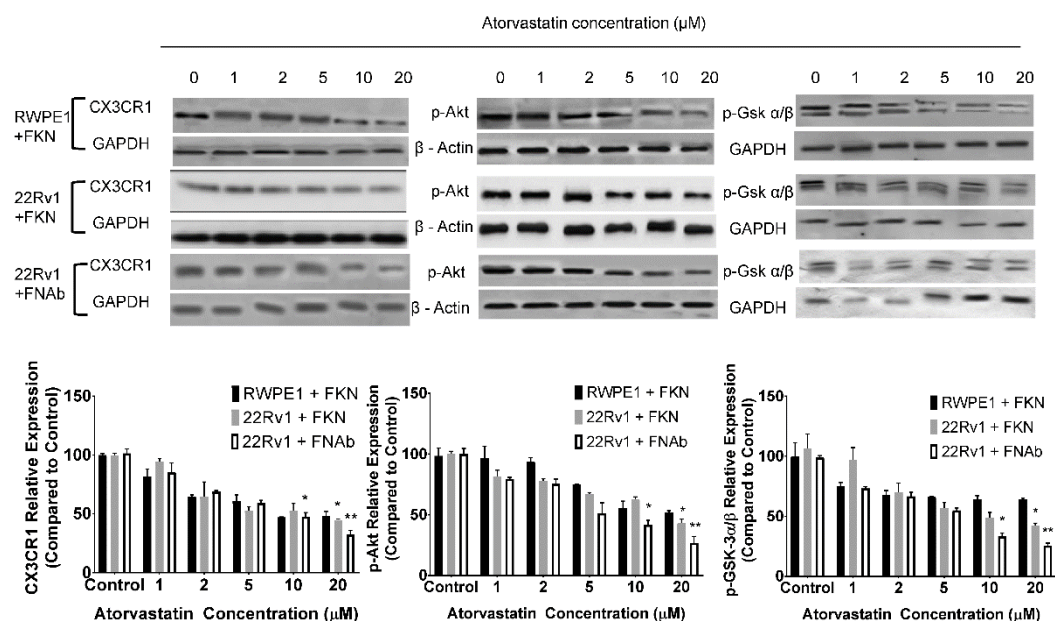 Atorvastatin concentration (µM)
0 1 2 5 10 20 0 1 2 5 10 20 0 1 2 5 10 20
RWPE1
+FKN
CX3CR1
GAPDH
p-Akt
β - Actin
p-Gsk α/β
GAPDH
22Rv1
+FKN
CX3CR1
GAPDH
p-Akt
β - Actin
p-Gsk α/β
GAPDH
22Rv1
+FNAb
CX3CR1
GAPDH
p-Akt
β - Actin
p-Gsk α/β
GAPDH
CX3CR1 Relative Expression
(Compared to Control)
150
100
50
0
RWPE1 + FKN
22Rv1 + FKN
22Rv1 + FNAb
* * **
Control 1 2 5 10 20
Atorvastatin Concentration (µM)
p-Akt Relative Expression
(Compared to Control)
150
100
50
0
RWPE1 + FKN
22Rv1 + FKN
22Rv1 + FNAb
* * **
Control 1 2 5 10 20
Atorvastatin Concentration (µM)
p-GSK-3α/β Relative Expression
(Compared to Control)
150
100
50
0
RWPE1 + FKN
22Rv1 + FKN
22Rv1 + FNAb
* * **
Control 1 2 5 10 20
Atorvastatin Concentration (µM)